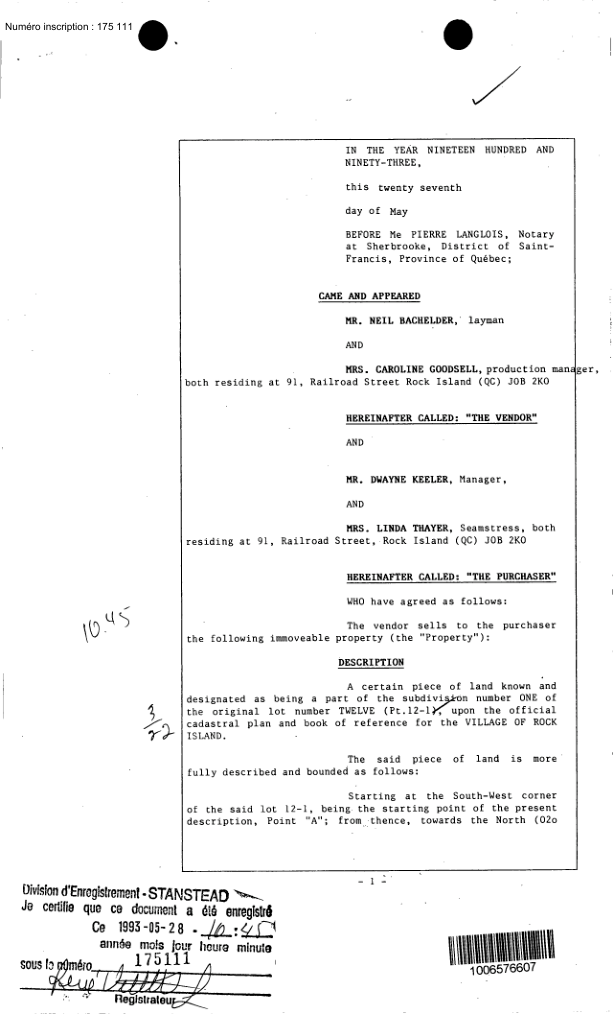 Numéro inscription : 175 111
IN THE YEAR NINETEEN HUNDRED AND
NINETY-THREE,
this twenty seventh
day of May
BEFORE Me PIERRE LANGLOIS, Notary
at Sherbrooke, District of Saint-
Francis, Province of Québec;
CAME AND APPEARED
MR. NEIL BACHELDER, layman
AND
MRS. CAROLINE GOODSELL, production manager,
both residing at 91, Railroad Street Rock Island (QC) JOB 2KO
HEREINAFTER CALLED: "THE VENDOR"
AND
MR. DWAYNE KEELER, Manager,
AND
MRS. LINDA THAYER, Seamstress, both
residing at 91, Railroad Street, Rock Island (QC) JOB 2KO
HEREINAFTER CALLED: "THE PURCHASER"
WHO have agreed as follows:
10.45
The vendor sells to the purchaser
the following immoveable property (the "Property"):
DESCRIPTION
A certain piece of land known and
designated as being a part of the subdivision number ONE of
the original lot number TWELVE (Pt.12-1), upon the official
cadastral plan and book of reference for the VILLAGE OF ROCK
ISLAND.
3/22
The said piece of land is more
fully described and bounded as follows:
Starting at the South-West corner
of the said lot 12-1, being the starting point of the present
description, Point "A"; from thence, towards the North (02o
- 1 -
Division d'Enregistrement - STANSTEAD
Je certifie que ce document a été enregistré
Ce 1993-05-28 - 10:45
année mois jour heure minute
175111
sous le numéro
Registrateur
1006576607